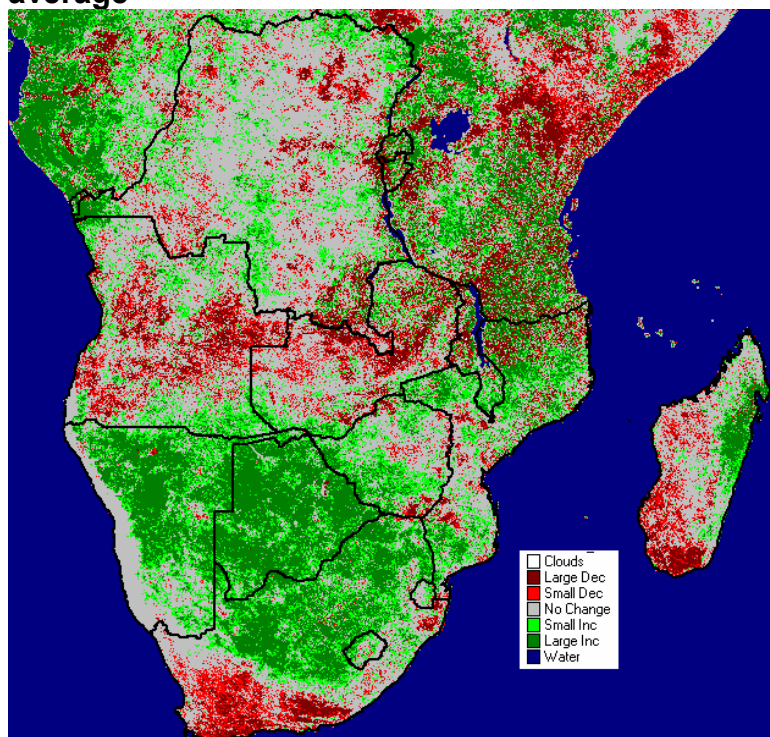 average
Clouds
Large Dec
Small Dec
No Change
Small Inc
Large Inc
Water